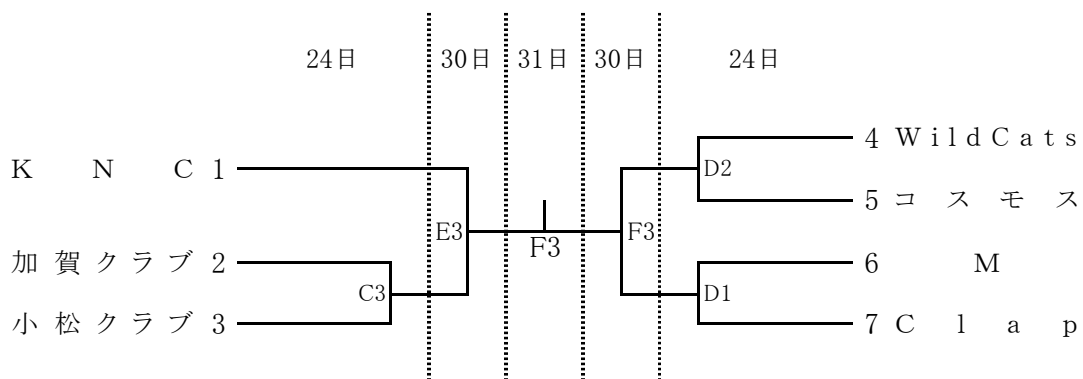 24日 30日 31日 30日 24日
4 WildCats
KNC 1
D2
5 コスモス
E3 F3
F3
加賀クラブ 2
6 M
C3 D1
小松クラブ 3
7 Clap